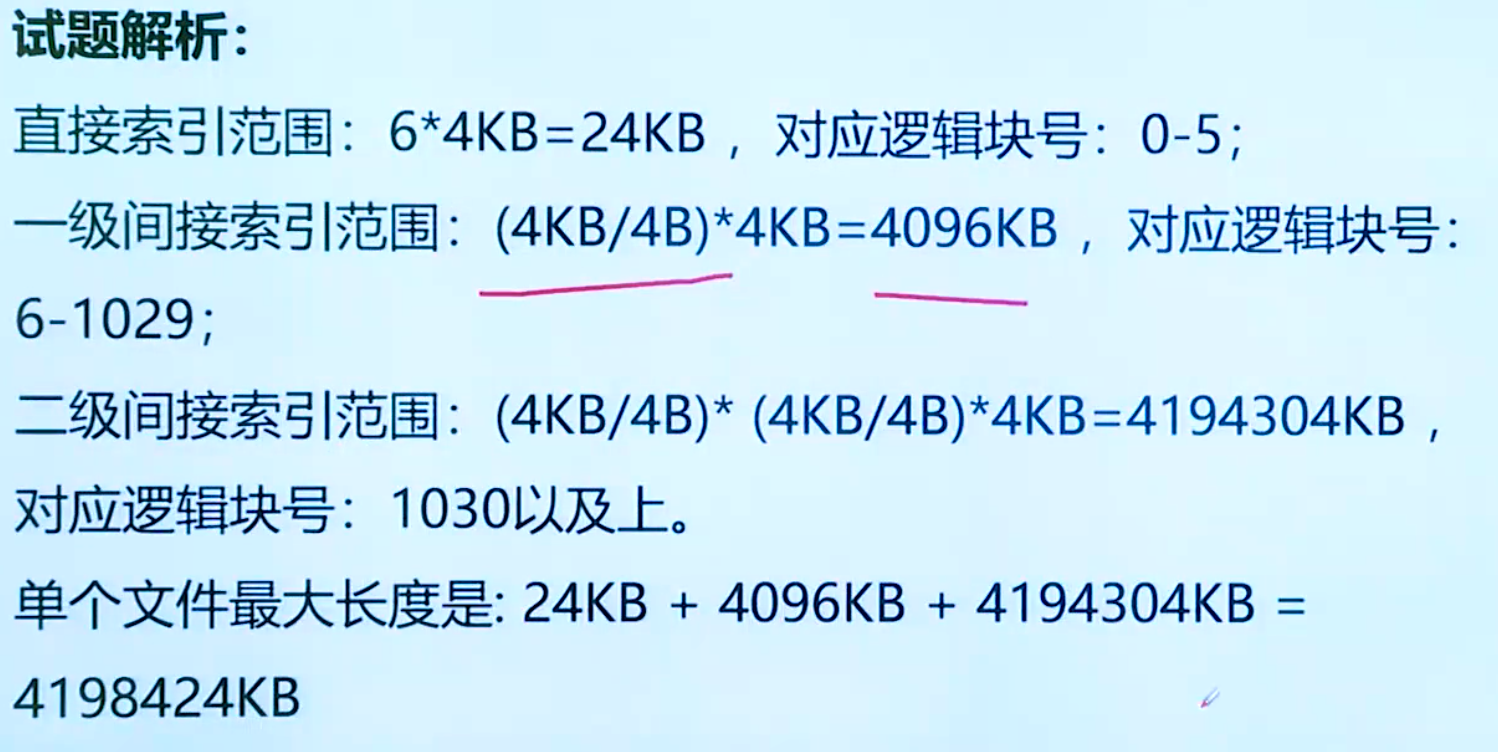 试题解析：
直接索引范围：6*4KB=24KB ，对应逻辑块号：0-5；
一级间接索引范围：(4KB/4B)*4KB=4096KB ，对应逻辑块号：
6-1029；
二级间接索引范围：(4KB/4B)* (4KB/4B)*4KB=4194304KB ，
对应逻辑块号：1030以及上。
单个文件最大长度是: 24KB + 4096KB + 4194304KB =
4198424KB